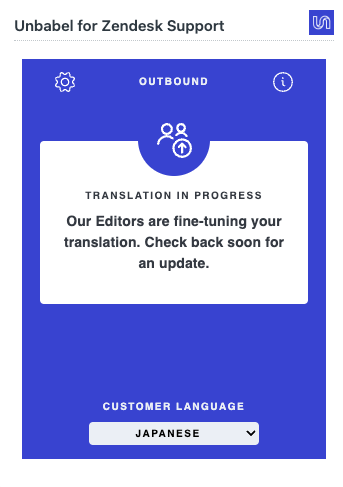 Unbabel for Zendesk Support
OUTBOUND
TRANSLATION IN PROGRESS
Our Editors are fine-tuning your
translation. Check back soon for
an update.
CUSTOMER LANGUAGE
JAPANESE